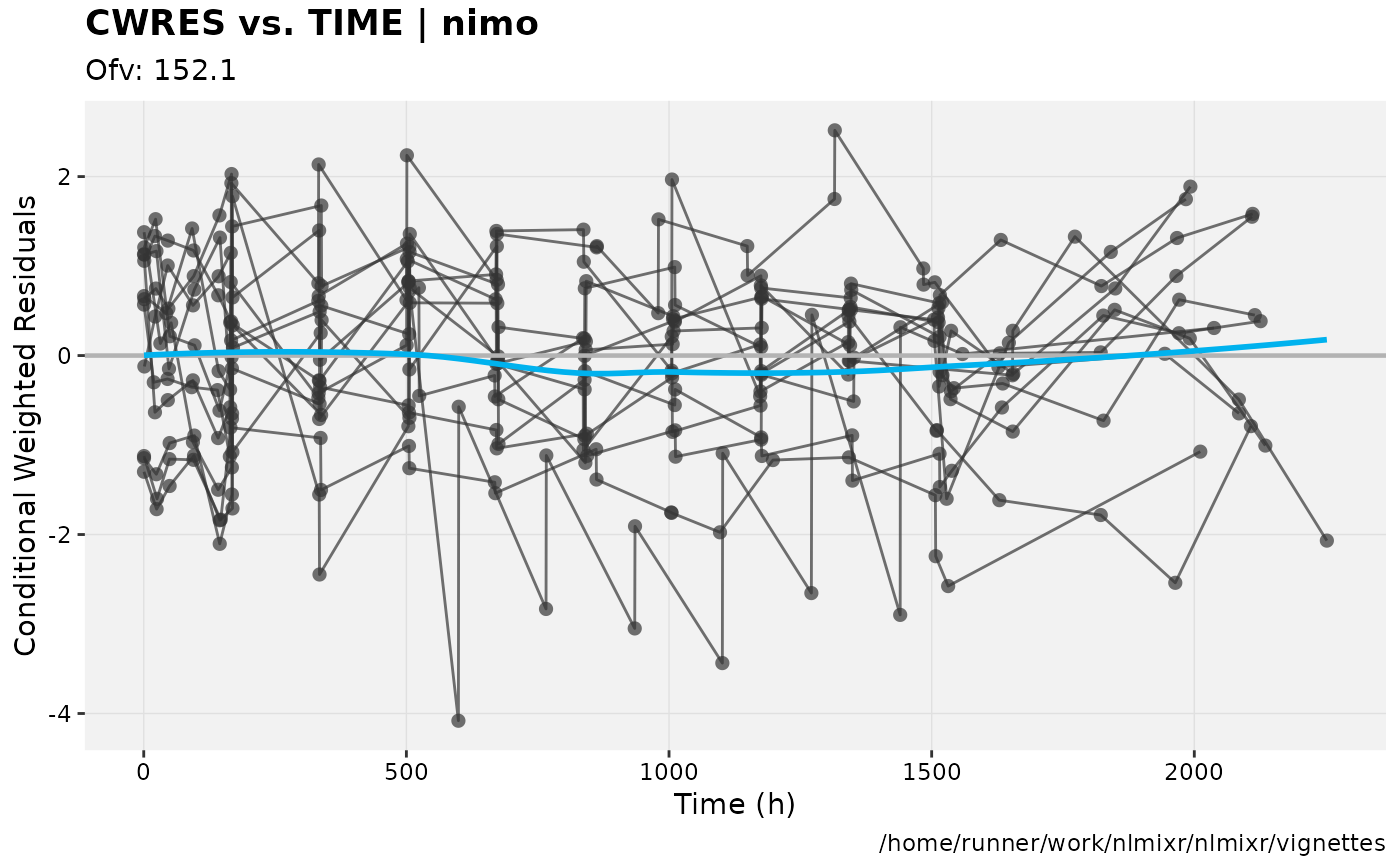 CWRES vs. TIME | nimo
Ofv: 152.1
Conditional Weighted Residuals
2
0
-2
-4
0 500 1000 1500 2000
Time (h)
/home/runner/work/nlmixr/nlmixr/vignettes